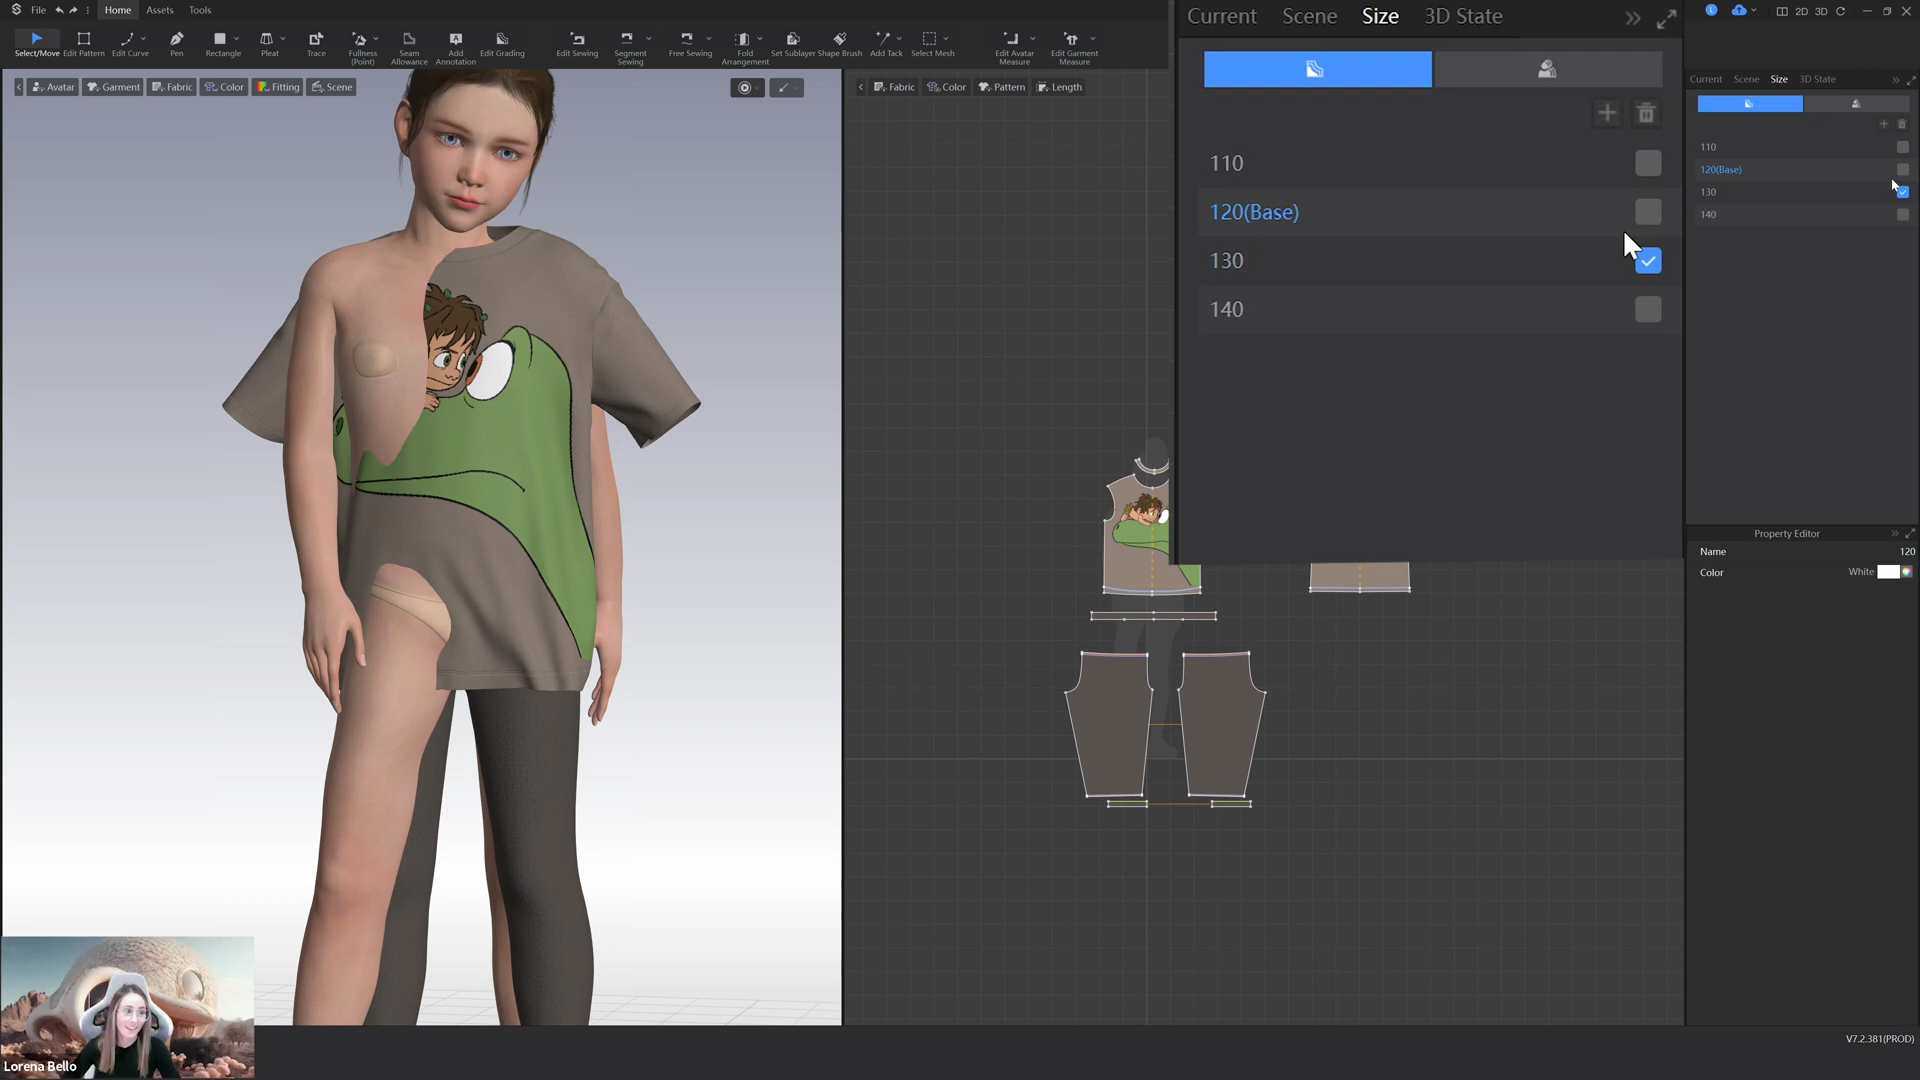 File
Home
Assets
Tools
Select/Move
Edit Pattern
Edit Curve
Pen
Rectangle
Pleat
Trace
Fullness
(Point)
Seam
Allowance
Add
Annotation
Edit Grading
Edit Sewing
Segment
Sewing
Free Sewing
Fold
Arrangement
Set Sublayer
Shape Brush
Add Tack
Select Mesh
Edit Avatar
Measure
Edit Garment
Measure
Avatar
Garment
Fabric
Color
Fitting
Scene
Fabric
Color
Pattern
Length
Current
Scene
Size
3D State
110
120(Base)
130
140
L
2D
3D
Current
Scene
Size
3D State
110
120(Base)
130
140
Property Editor
Name
120
Color
White
V7.2.381(PROD)
Lorena Bello